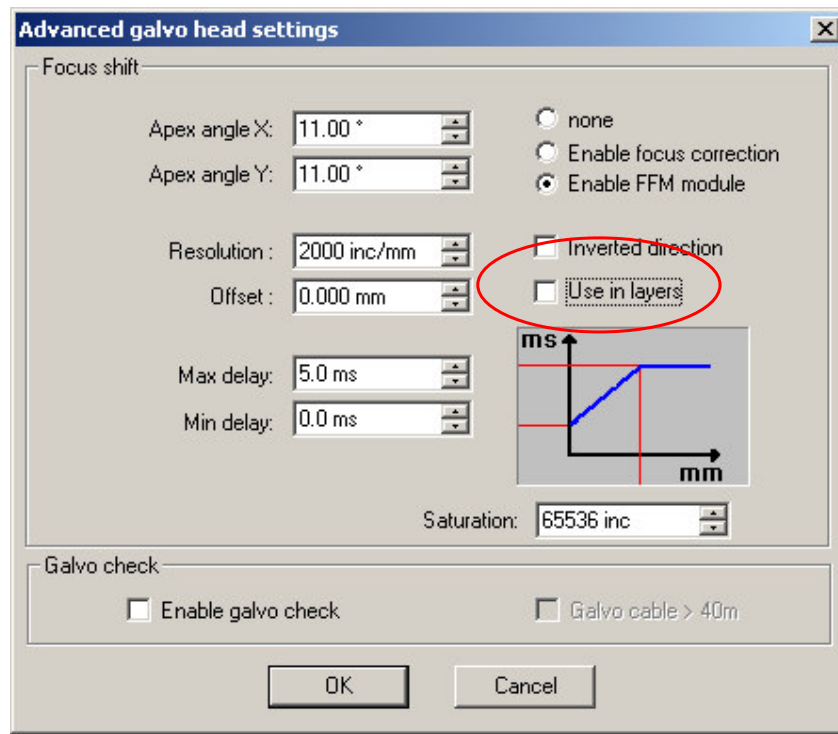 Advanced galvo head settings
Focus shift
Apex angle X: 11.00 ° none
Enable focus correction
Apex angle Y: 11.00 ° Enable FFM module
Resolution : 2000 inc/mm Inverted direction
Offset : 0.000 mm Use in layers
ms
Max delay: 5.0 ms
Min delay: 0.0 ms
mm
Saturation: 65536 inc
Galvo check
Enable galvo check Galvo cable > 40m
OK Cancel